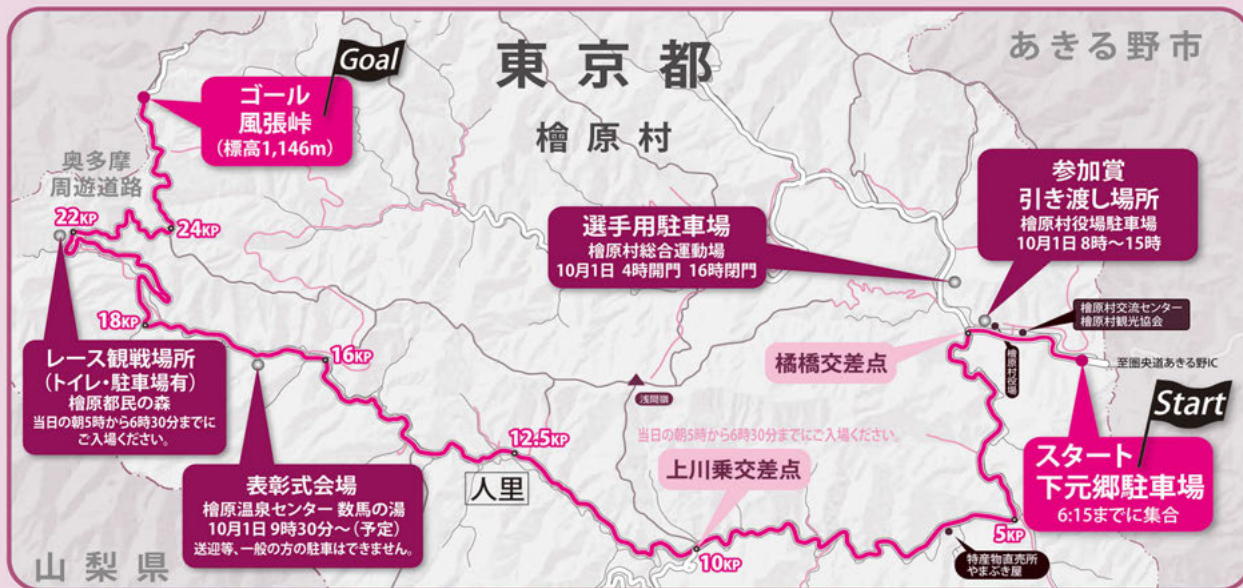 東京都
檜原村
あきる野市
山梨県
Goal
ゴール
風張峠
(標高1,146m)
奥多摩
周遊道路
22KP
24KP
18KP
16KP
12.5KP
10KP
5KP
選手用駐車場
檜原村総合運動場
10月1日 4時開門 16時閉門
参加賞
引き渡し場所
檜原村役場駐車場
10月1日 8時～15時
檜原村交流センター
檜原村観光協会
檜原村役場
至圏央道あきる野IC
橘橋交差点
Start
スタート
下元郷駐車場
6:15までに集合
レース観戦場所
(トイレ・駐車場有)
檜原都民の森
当日の朝5時から6時30分までに
ご入場ください。
表彰式会場
檜原温泉センター 数馬の湯
10月1日 9時30分～(予定)
送迎等、一般の方の駐車はできません。
人里
浅間嶺
当日の朝5時から6時30分までにご入場ください。
上川乗交差点
特産物直売所
やまぶき屋